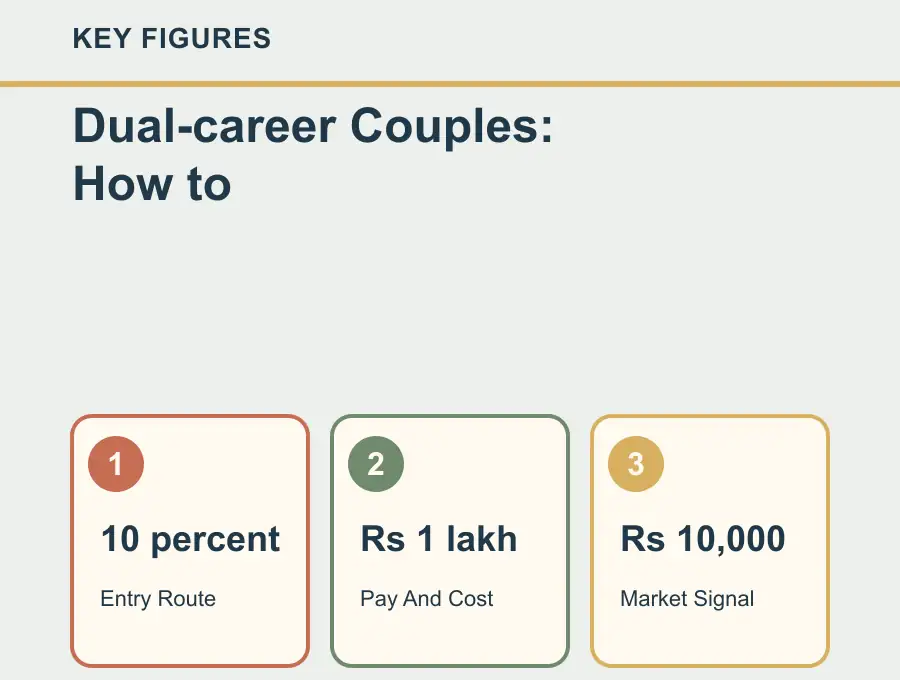 KEY FIGURES
Dual-career Couples:
How to
1
10 percent
Entry Route
2
Rs 1 lakh
Pay And Cost
3
Rs 10,000
Market Signal